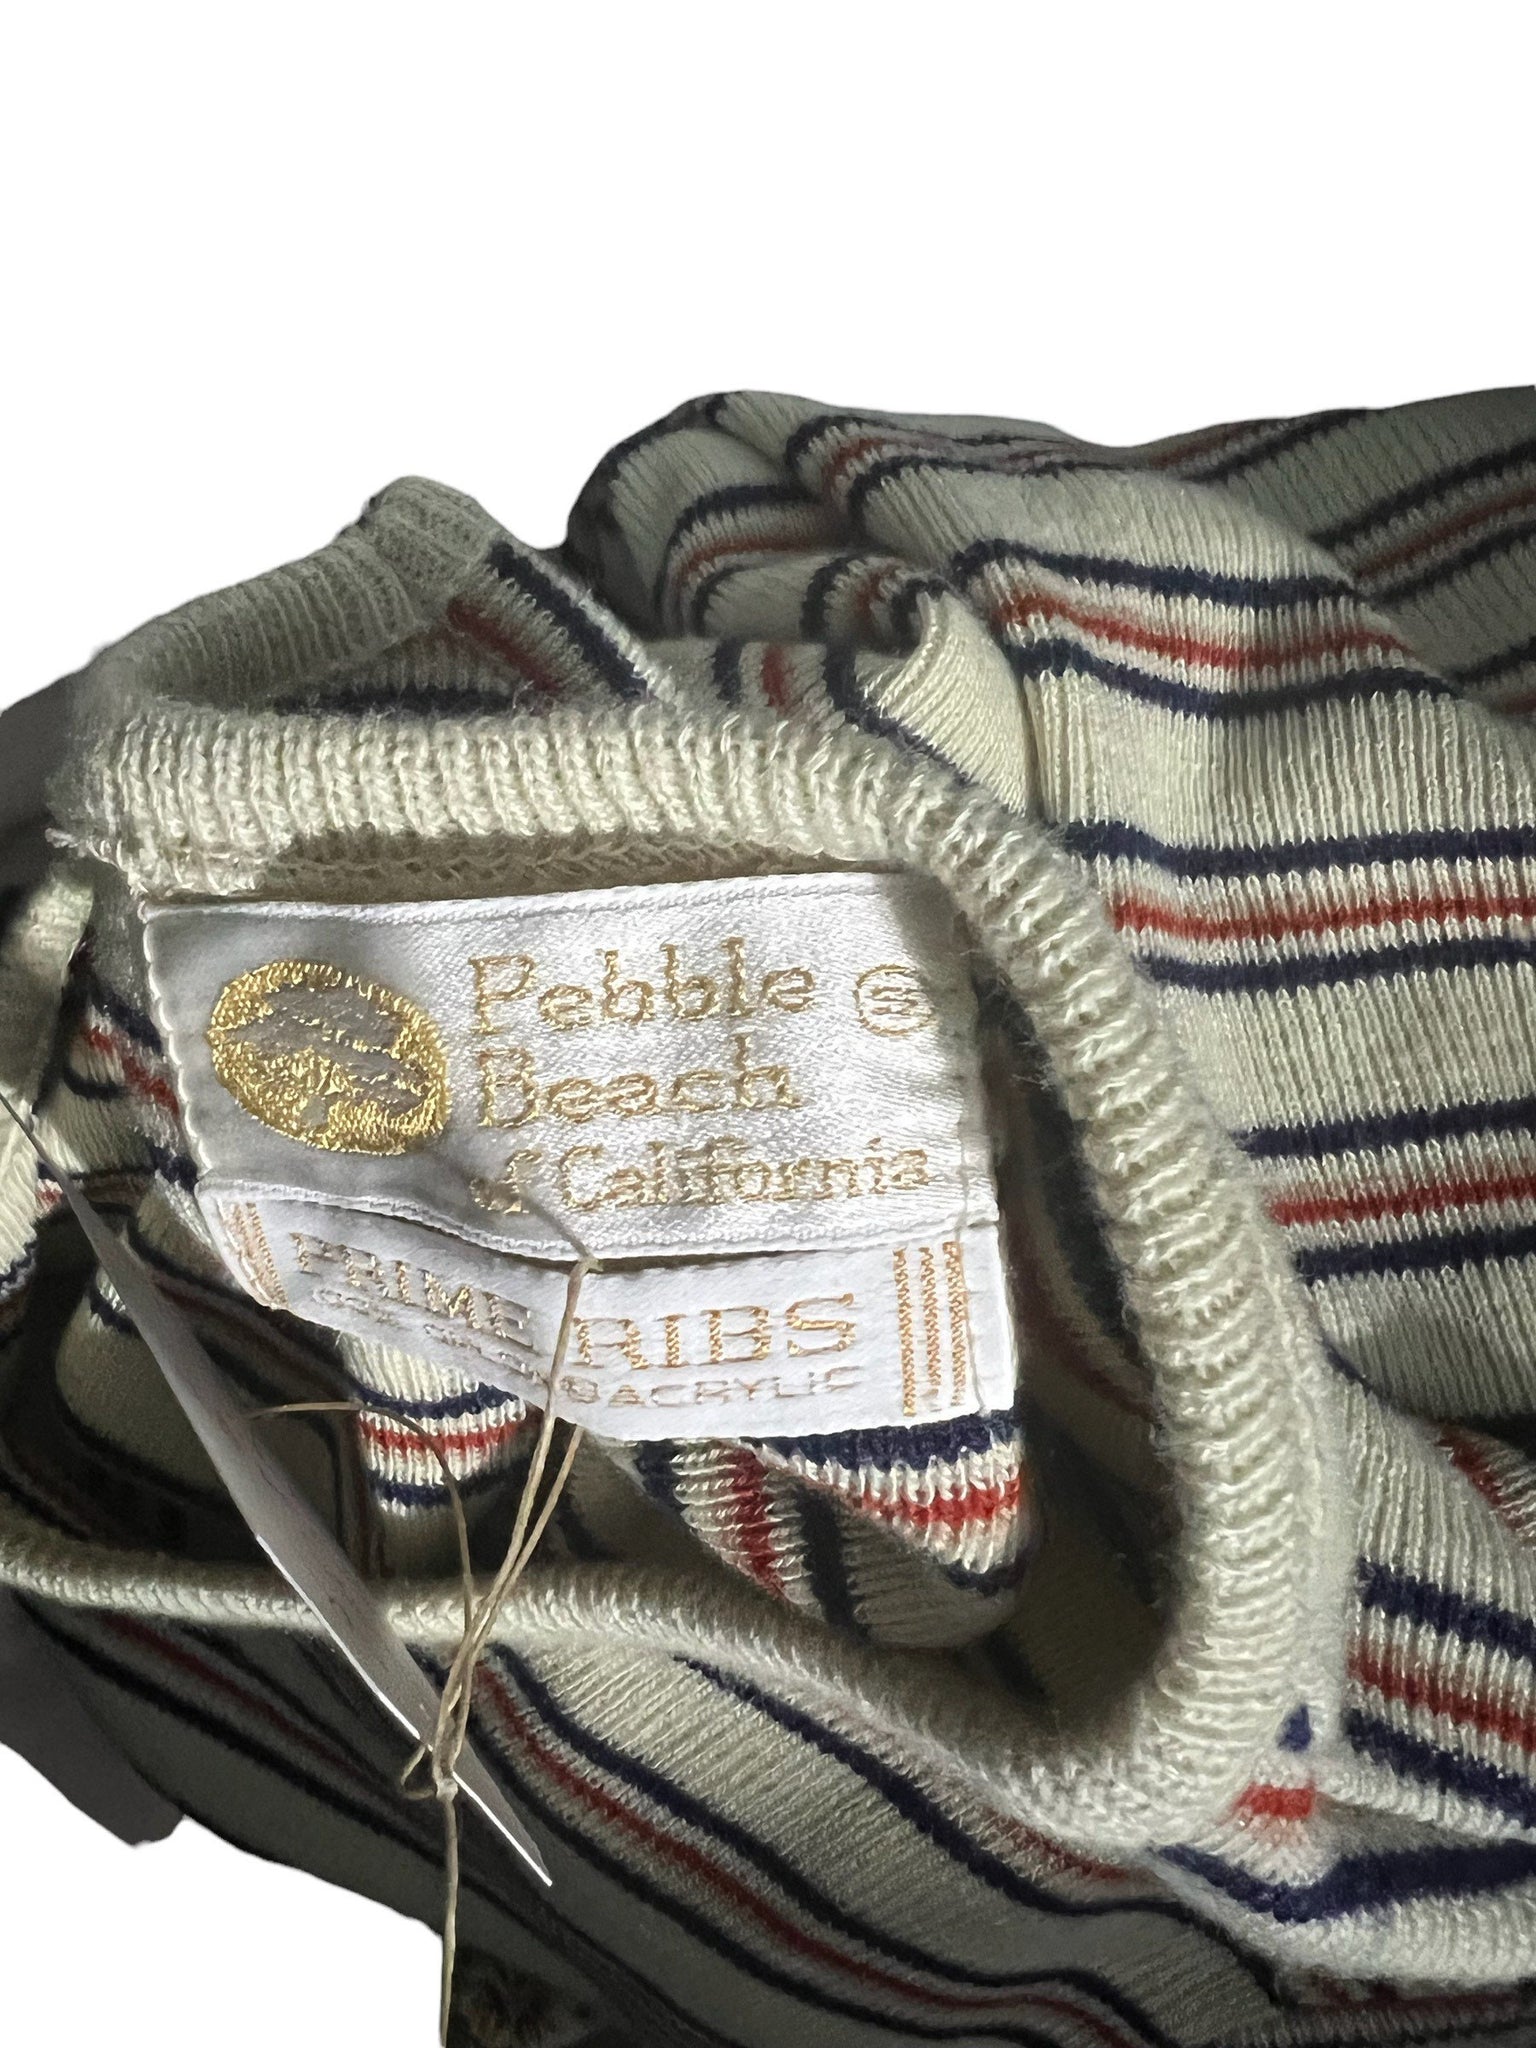 Pebble
Beach
of California
PRIME RIBS
ACRYLIC